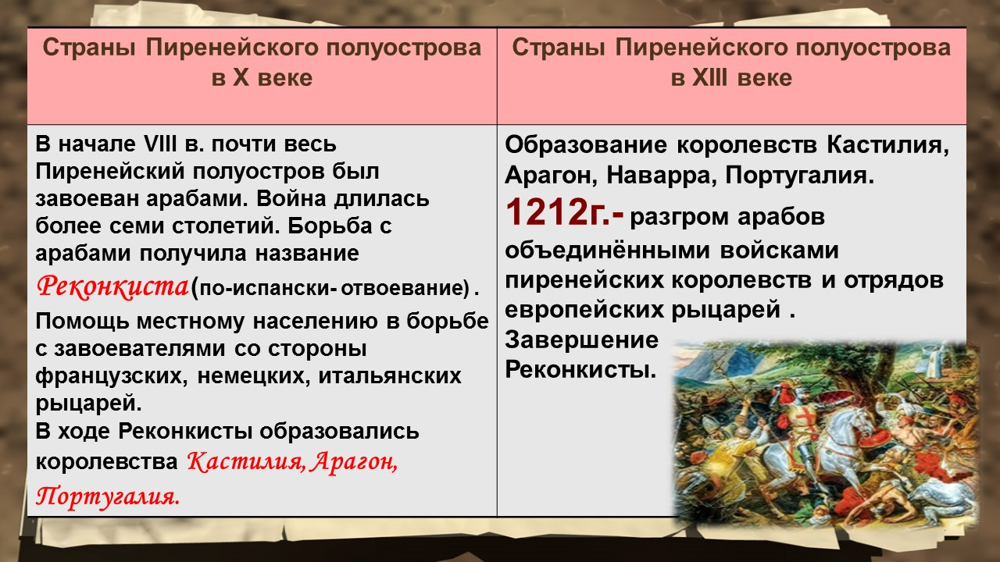 Страны Пиренейского полуострова
в X веке
Страны Пиренейского полуострова
в XIII веке
В начале VIII в. почти весь
Пиренейский полуостров был
завоеван арабами. Война длилась
более семи столетий. Борьба с
арабами получила название
Реконкиста (по-испански- отвоевание) .
Помощь местному населению в борьбе
с завоевателями со стороны
французских, немецких, итальянских
рыцарей.
В ходе Реконкисты образовались
королевства Кастилия, Арагон,
Португалия.
Образование королевств Кастилия,
Арагон, Наварра, Португалия.
1212г.- разгром арабов
объединёнными войсками
пиренейских королевств и отрядов
европейских рыцарей .
Завершение
Реконкисты.